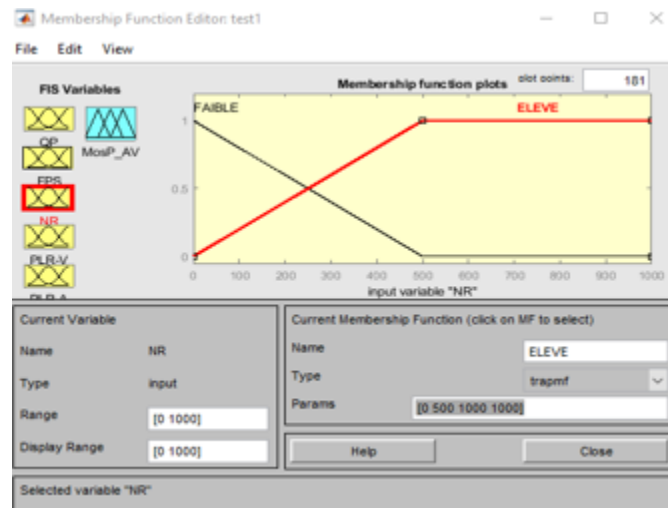 Membership Function Editor: test1
File Edit View
FIS Variables
Membership function plots plot points: 181
QP
MosP_AV
FPS
NR
PLR-V
PLR-A
FAIBLE ELEVE
1
0.5
0
0 100 200 300 400 500 600 700 800 900 1000
input variable "NR"
Current Variable
Name NR
Type input
Range [0 1000]
Display Range [0 1000]
Current Membership Function (click on MF to select)
Name ELEVE
Type trapmf
Params [0 500 1000 1000]
Help Close
Selected variable "NR"